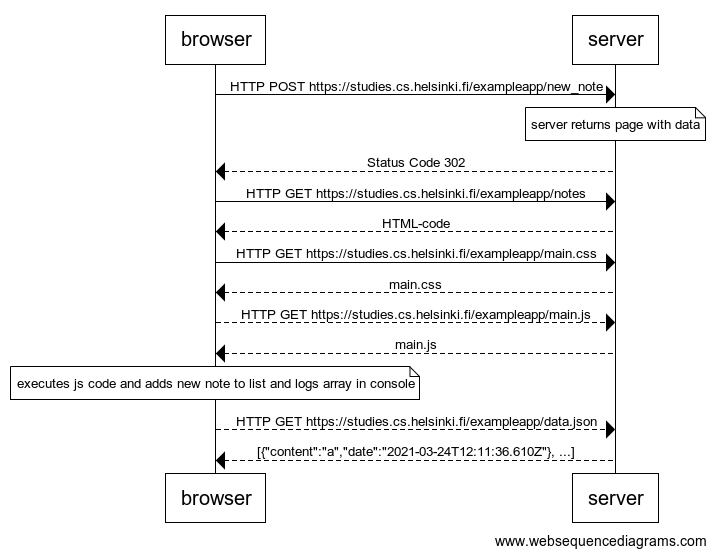 browser
server
HTTP POST https://studies.cs.helsinki.fi/exampleapp/new_note
server returns page with data
Status Code 302
HTTP GET https://studies.cs.helsinki.fi/exampleapp/notes
HTML-code
HTTP GET https://studies.cs.helsinki.fi/exampleapp/main.css
main.css
HTTP GET https://studies.cs.helsinki.fi/exampleapp/main.js
main.js
executes js code and adds new note to list and logs array in console
HTTP GET https://studies.cs.helsinki.fi/exampleapp/data.json
[{"content":"a","date":"2021-03-24T12:11:36.610Z"}, ...]
browser
server
www.websequencediagrams.com